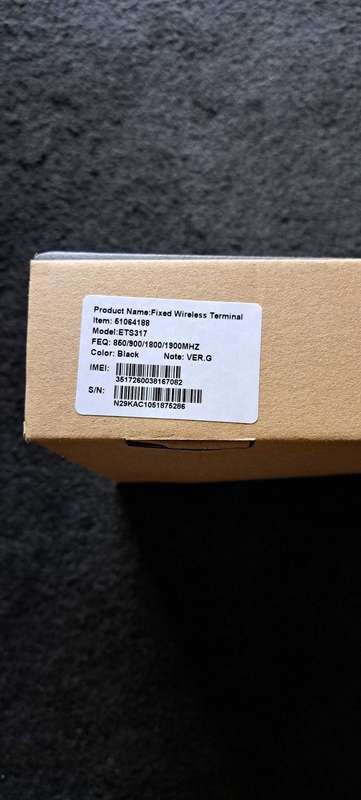 Product Name:Fixed Wireless Terminal
Item: 51064188
Model:ETS317
FEQ: 850/900/1800/1900MHZ
Color: Black Note: VER.G
IMEI:
3517260038167082
S/N:
N29KAC1051875286